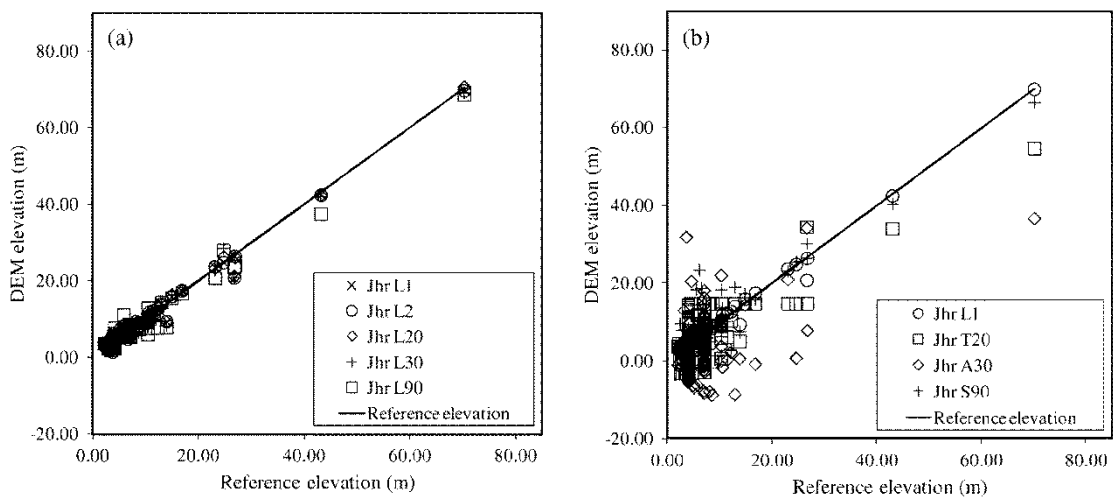 (a)
80.00
60.00
40.00
20.00
0.00
-20.00
DEM elevation (m)
× Jhr L1
○ Jhr L2
◇ Jhr L20
+ Jhr L30
□ Jhr L90
Reference elevation
0.00 20.00 40.00 60.00 80.00
Reference elevation (m)
(b)
80.00
60.00
40.00
20.00
0.00
-20.00
DEM elevation (m)
○ Jhr L1
□ Jhr T20
◇ Jhr A30
+ Jhr S90
Reference elevation
0.00 20.00 40.00 60.00 80.00
Reference elevation (m)